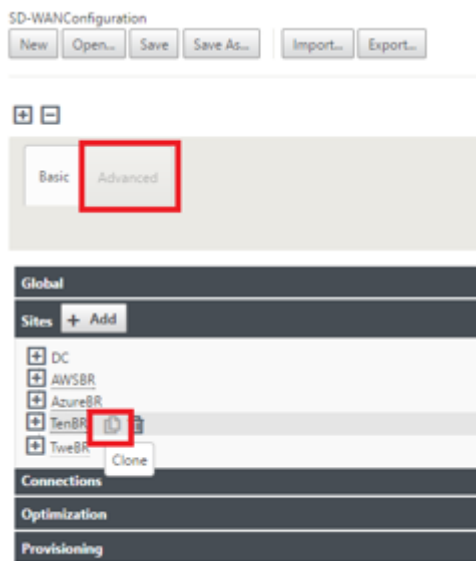 SD-WANConfiguration
New Open... Save Save As... Import... Export...
Basic Advanced
Global
Sites + Add
DC
AWSBR
AzureBR
TenBR
TweBR
Clone
Connections
Optimization
Provisioning